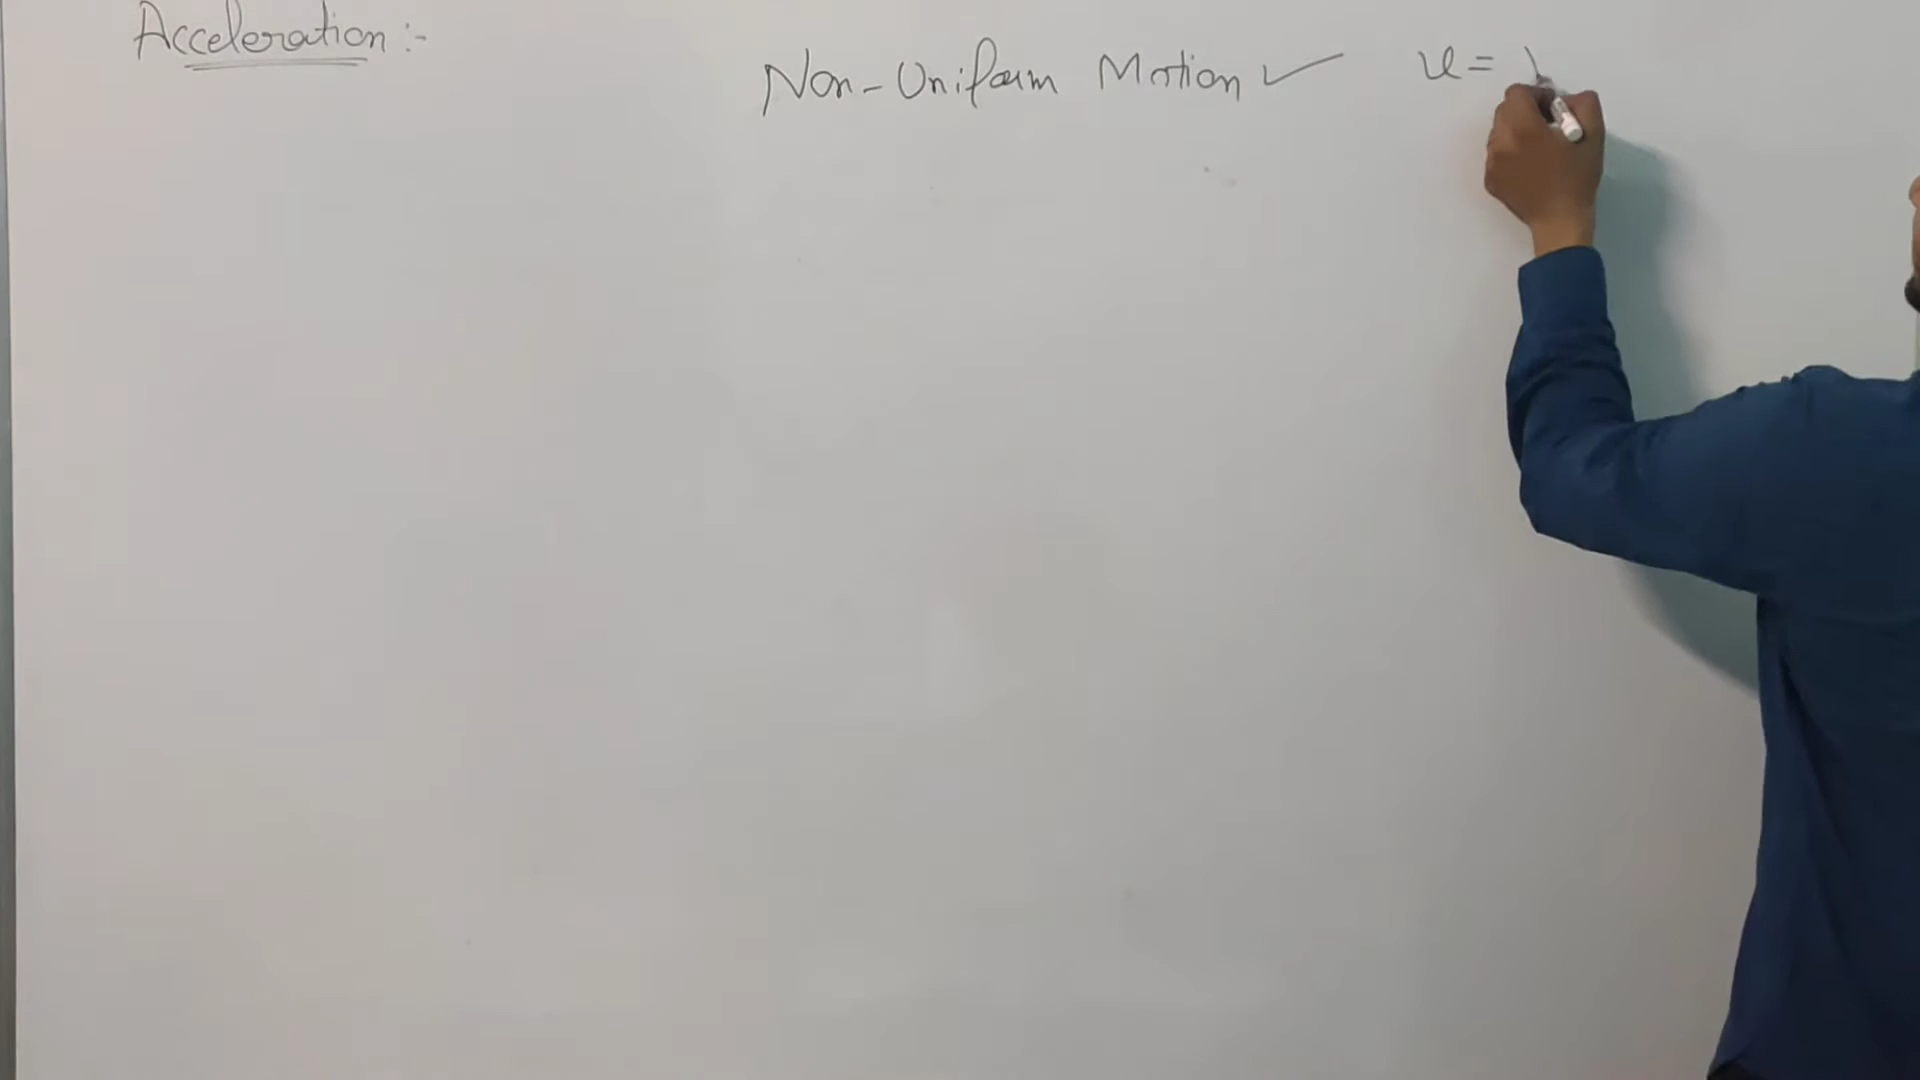 Acceleration :-
Non-Uniform Motion ✓ u =